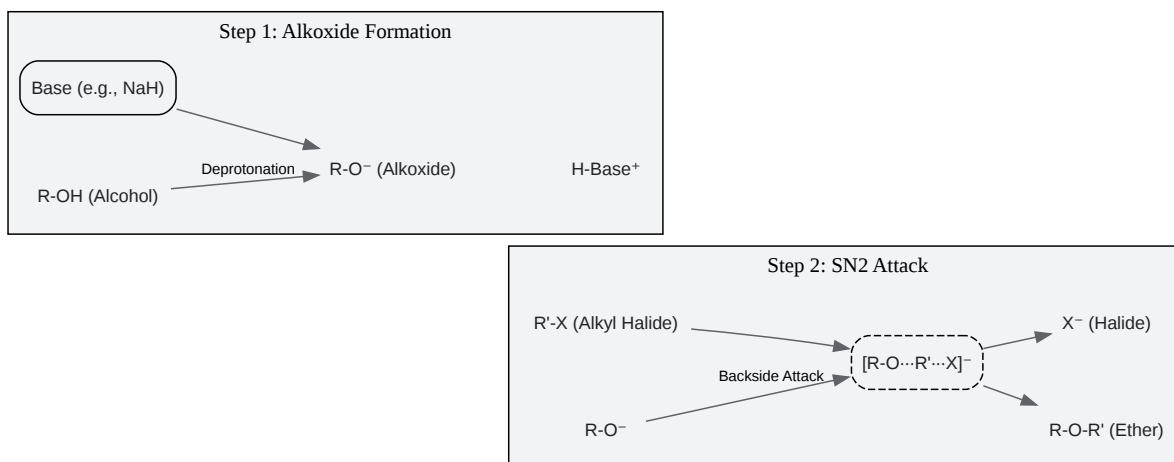 Step 1: Alkoxide Formation
Base (e.g., NaH)
Deprotonation
R-O⁻ (Alkoxide)
H-Base⁺
R-OH (Alcohol)
Step 2: SN2 Attack
R'-X (Alkyl Halide)
X⁻ (Halide)
[R-O···R'···X]⁻
Backside Attack
R-O⁻
R-O-R' (Ether)